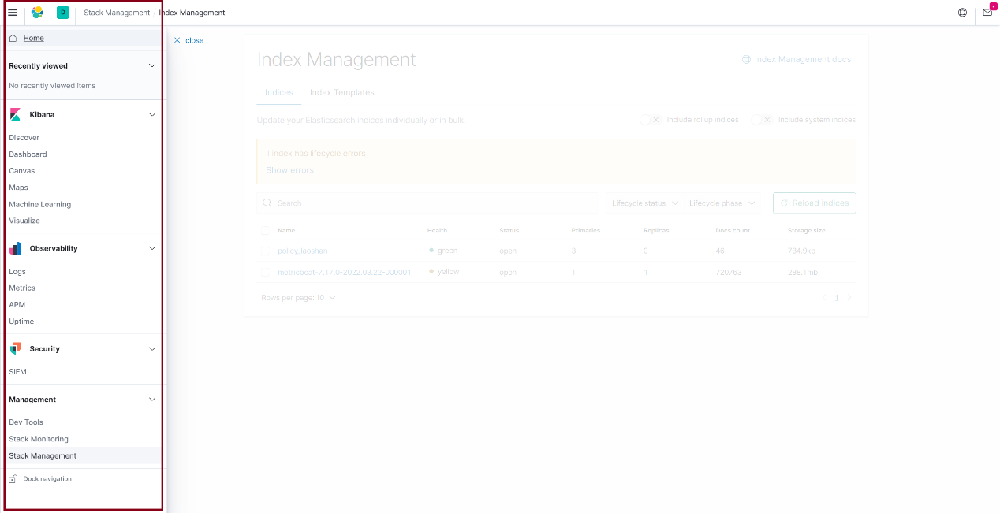 D
Stack Management / Index Management
Home
close
Recently viewed
No recently viewed items
Kibana
Discover
Dashboard
Canvas
Maps
Machine Learning
Visualize
Observability
Logs
Metrics
APM
Uptime
Security
SIEM
Management
Dev Tools
Stack Monitoring
Stack Management
Dock navigation
Index Management
Index Management docs
Indices Index Templates
Update your Elasticsearch indices individually or in bulk.
Include rollup indices Include system indices
1 index has lifecycle errors
Show errors
Search Lifecycle status Lifecycle phase Reload indices
Name Health Status Primaries Replicas Docs count Storage size
policy_laoshan green open 3 0 46 734.9kb
metricbeat-7.17.0-2022.03.22-000001 yellow open 1 1 720763 288.1mb
Rows per page: 10 1